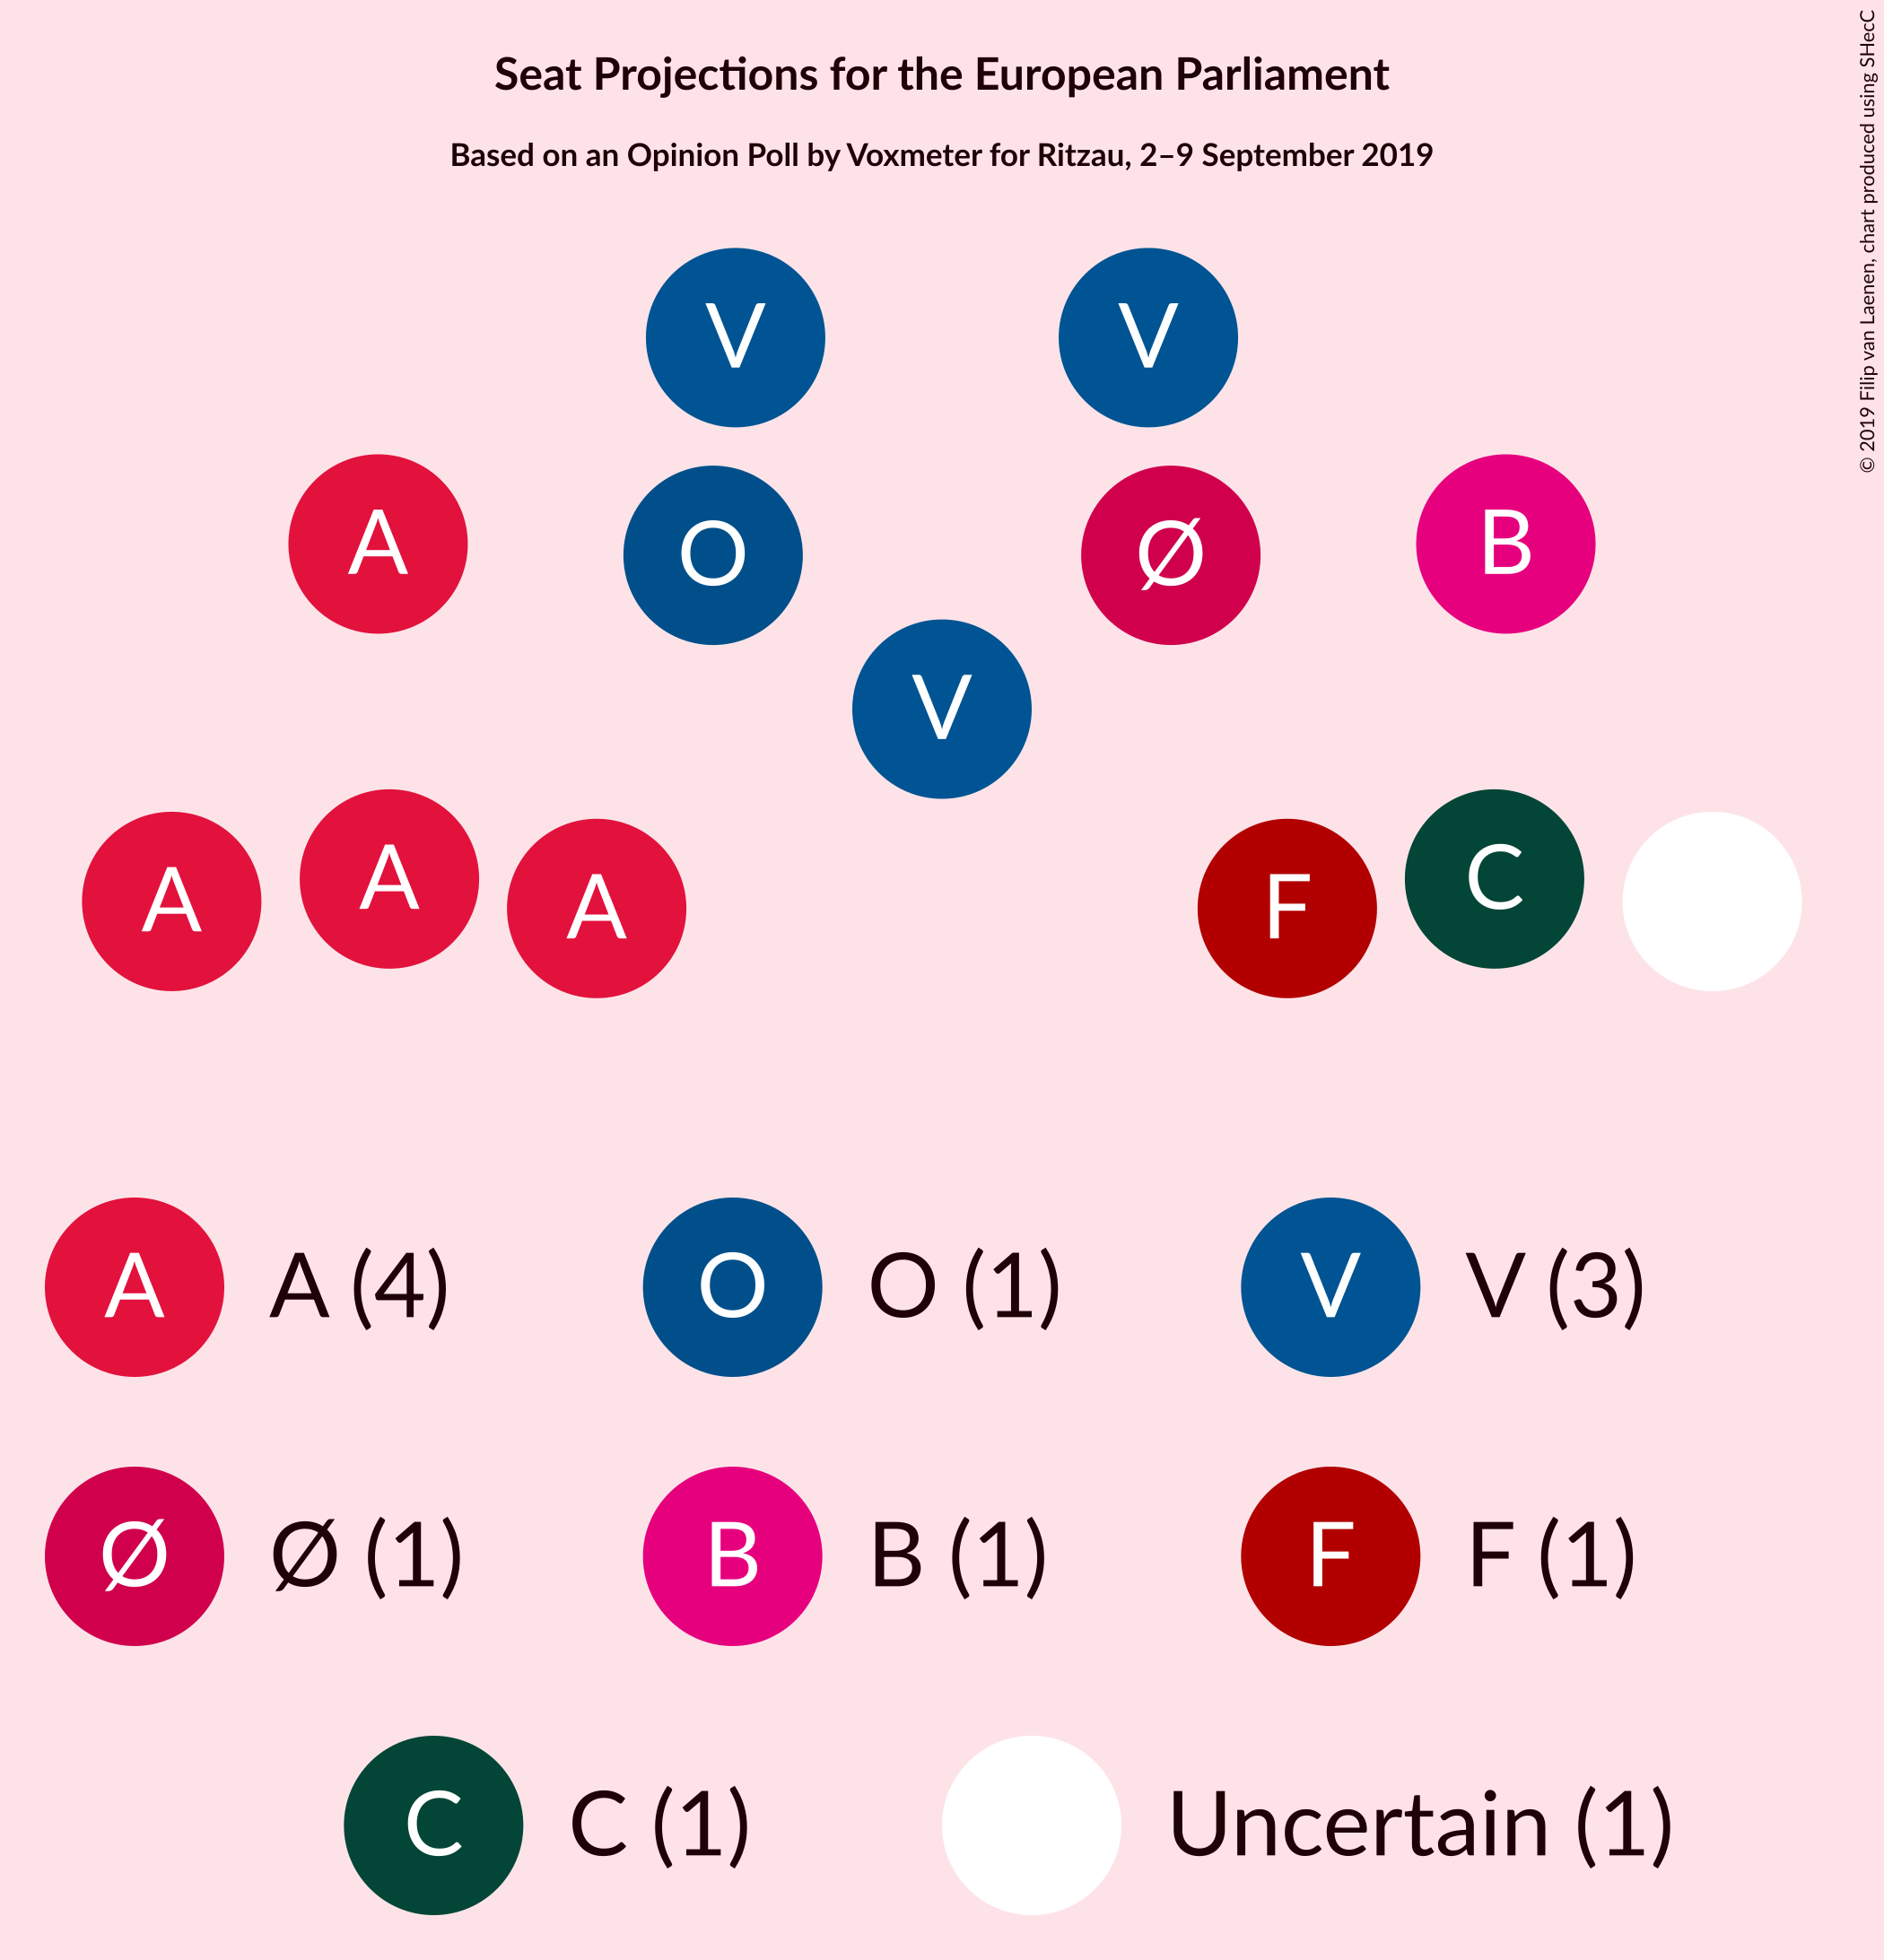 Seat Projections for the European Parliament
Based on an Opinion Poll by Voxmeter for Ritzau, 2–9 September 2019
© 2019 Filip van Laenen, chart produced using SHecC
V V
A O Ø B
V
A A A F C
A A (4) O O (1) V V (3)
Ø Ø (1) B B (1) F F (1)
C C (1) Uncertain (1)